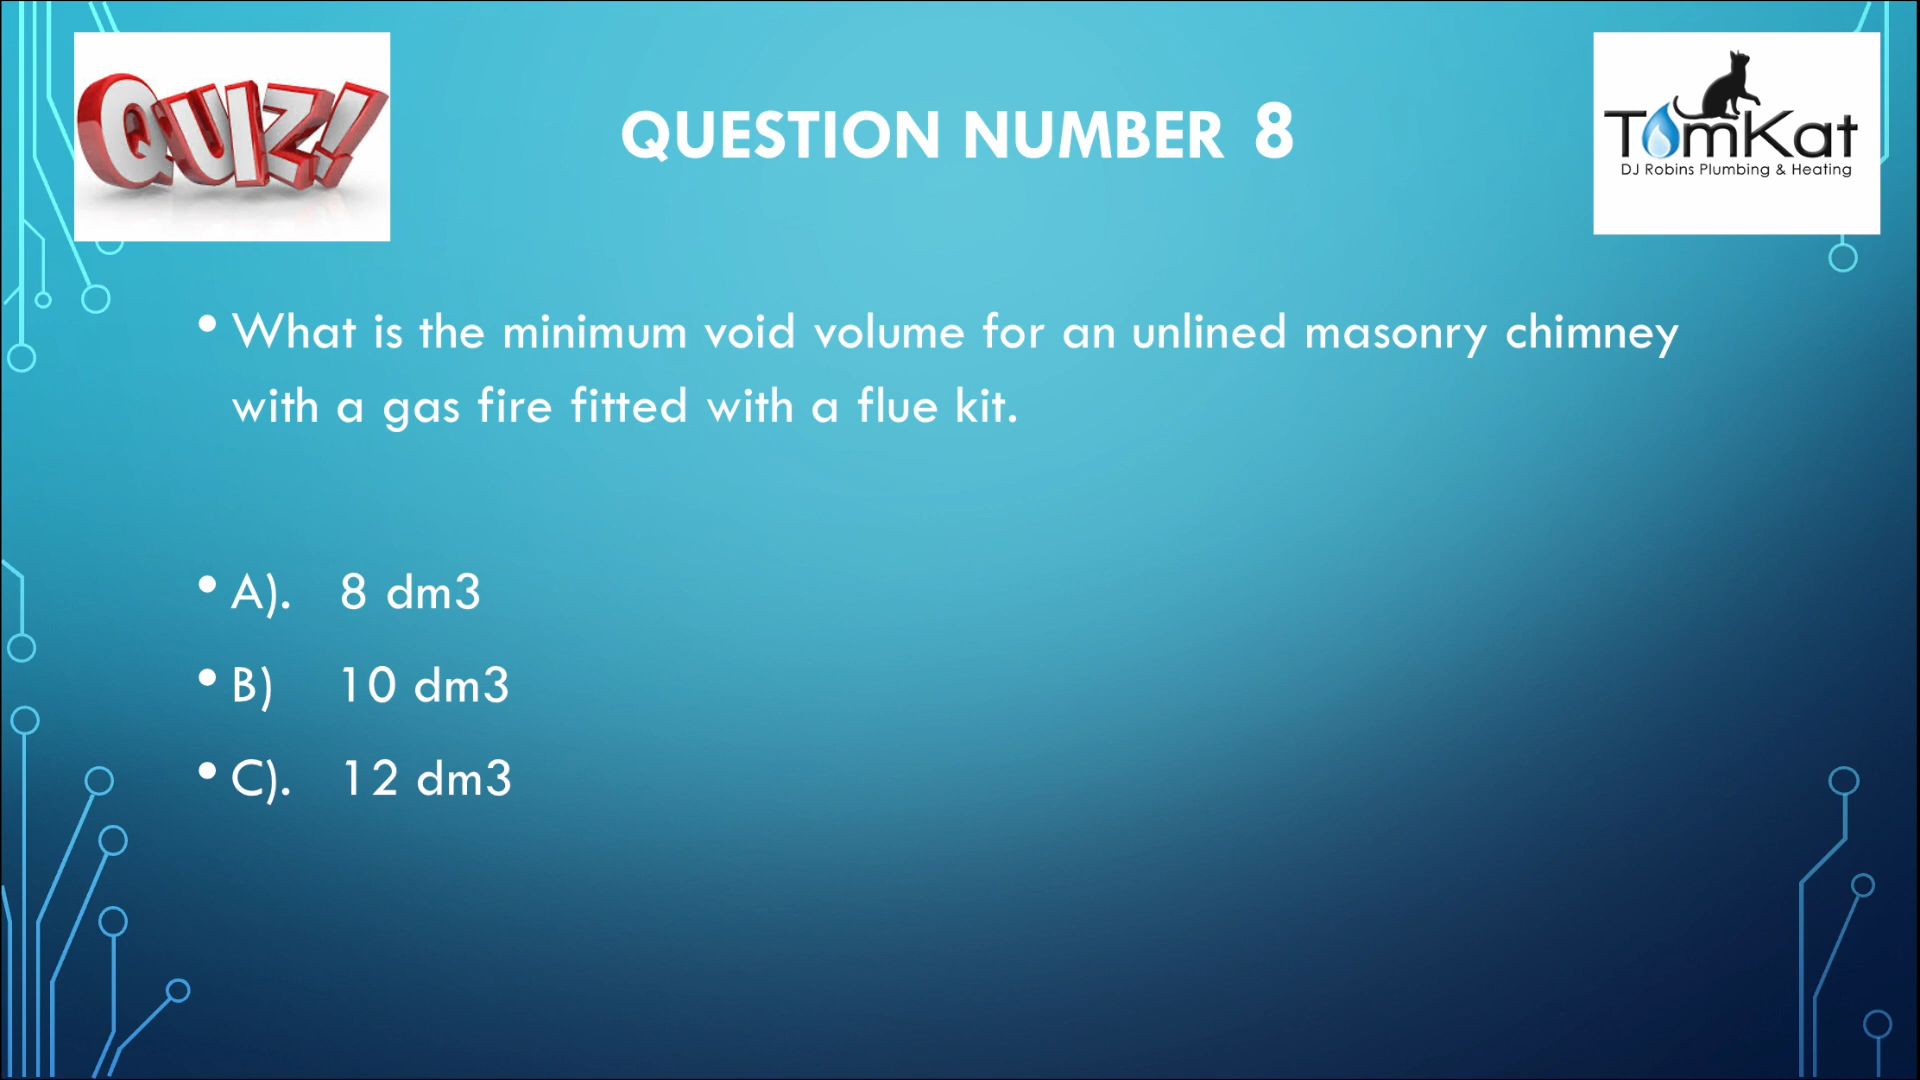 QUIZ!
QUESTION NUMBER 8
TomKat
DJ Robins Plumbing & Heating
• What is the minimum void volume for an unlined masonry chimney
with a gas fire fitted with a flue kit.
• A). 8 dm3
• B) 10 dm3
• C). 12 dm3